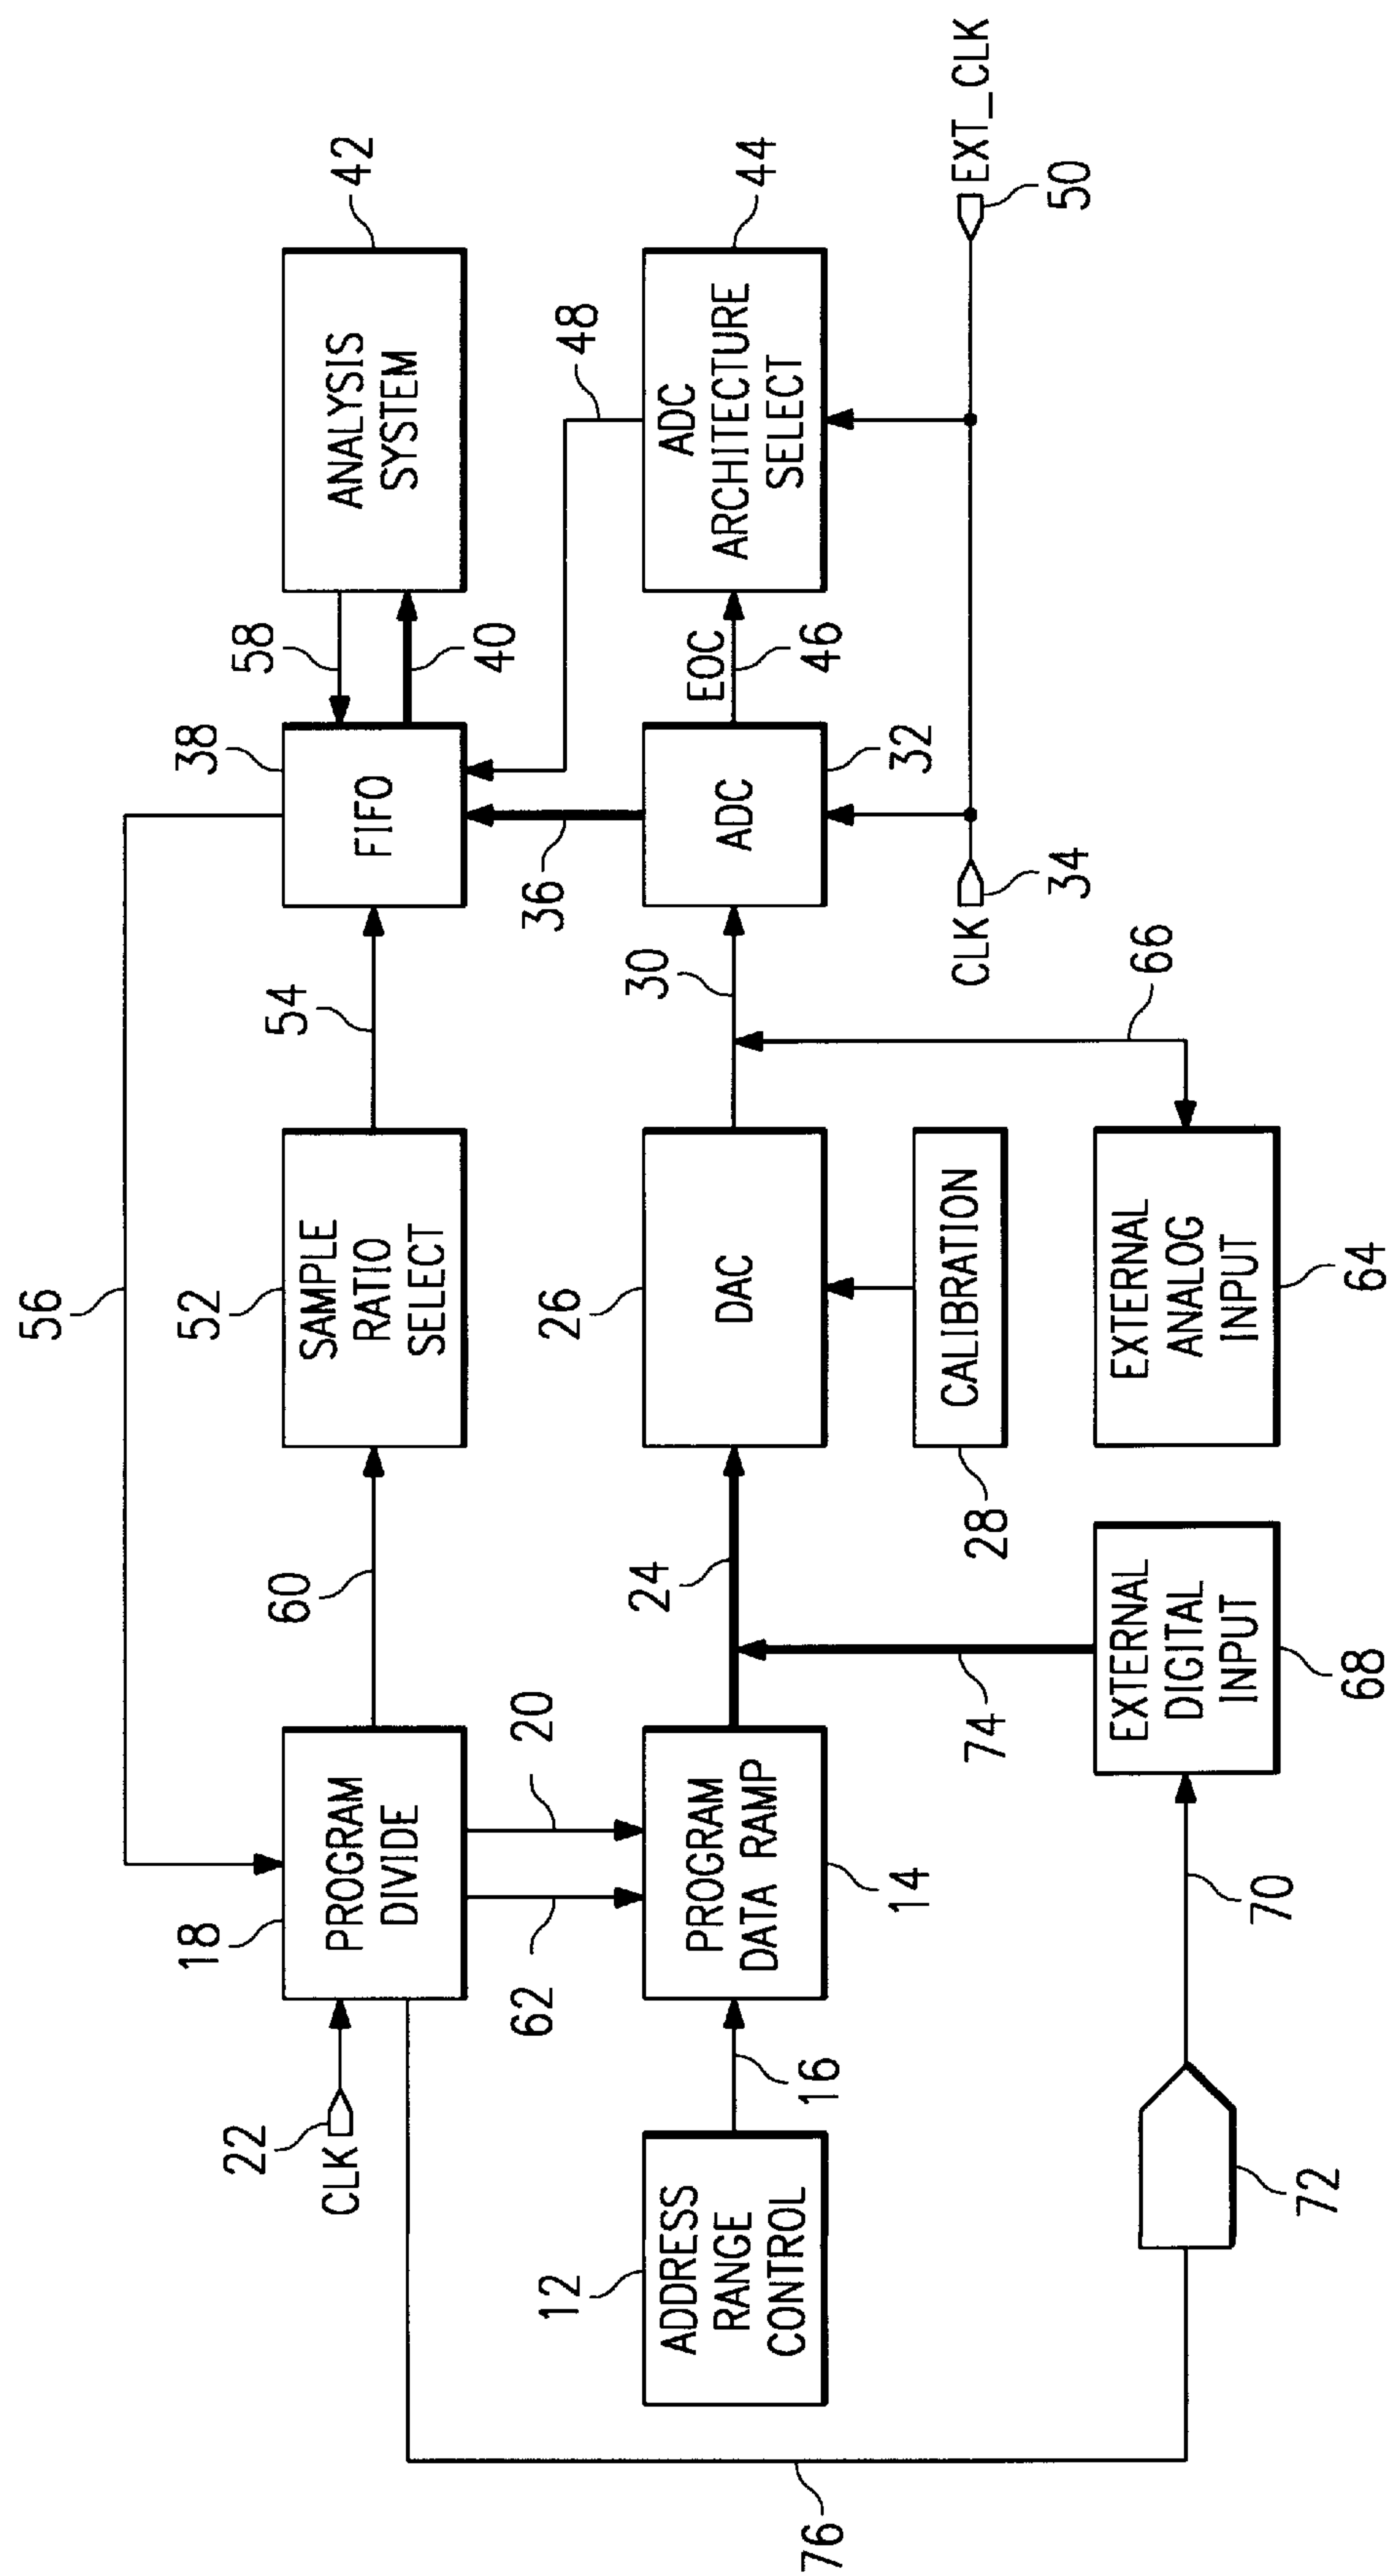 56
18
52
38
58
42
22
CLK
PROGRAM
DIVIDE
60
SAMPLE
RATIO
SELECT
54
FIFO
40
ANALYSIS
SYSTEM
62
20
36
48
12
ADDRESS
RANGE
CONTROL
16
PROGRAM
DATA RAMP
14
24
26
DAC
30
ADC
32
EOC
46
ADC
ARCHITECTURE
SELECT
44
28
CALIBRATION
CLK
34
EXT_CLK
50
76
72
70
74
EXTERNAL
DIGITAL
INPUT
68
EXTERNAL
ANALOG
INPUT
64
66